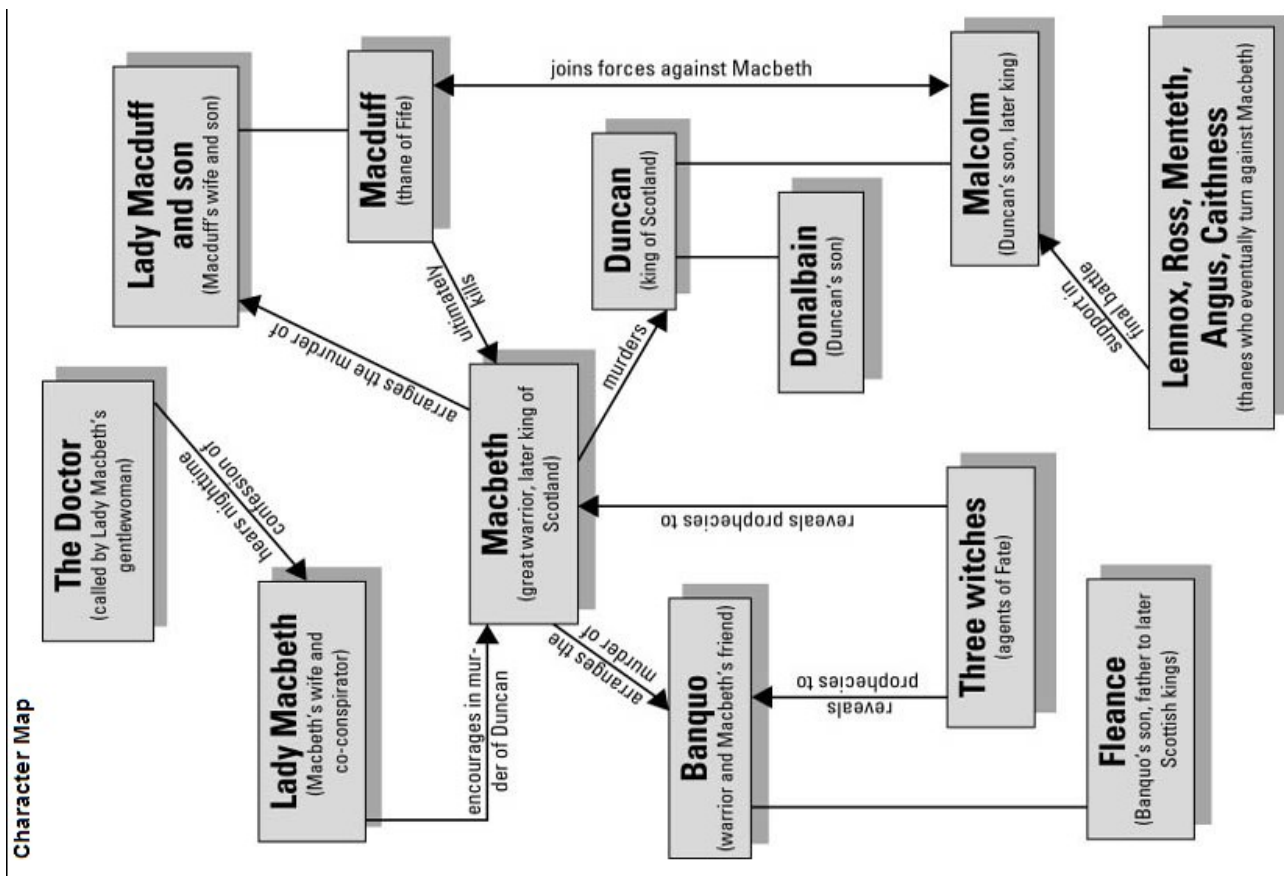 Character Map
The Doctor
(called by Lady Macbeth's
gentlewoman)
hears nighttime
confession of
Lady Macbeth
(Macbeth's wife and
co-conspirator)
encourages in mur-
der of Duncan
Lady Macduff
and son
(Macduff's wife and son)
arranges the murder of
Macduff
(thane of Fife)
ultimately
kills
joins forces against Macbeth
Macbeth
(great warrior, later king of
Scotland)
murders
Duncan
(king of Scotland)
Donalbain
(Duncan's son)
Malcolm
(Duncan's son, later king)
arranges the
murder of
Banquo
(warrior and Macbeth's friend)
reveals
prophecies to
reveals prophecies to
Three witches
(agents of Fate)
Fleance
(Banquo's son, father to later
Scottish kings)
support in
final battle
Lennox, Ross, Menteth,
Angus, Caithness
(thanes who eventually turn against Macbeth)